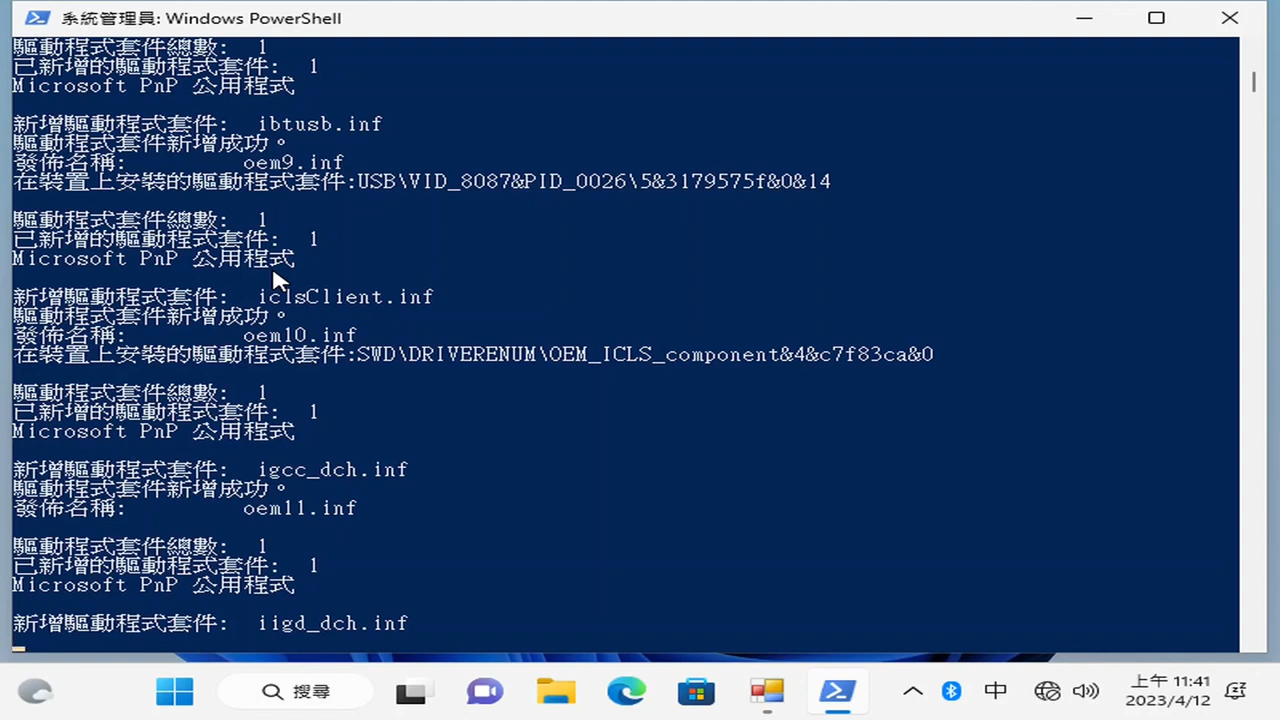 系統管理員: Windows PowerShell
驅動程式套件總數:  1
已新增的驅動程式套件:  1
Microsoft PnP 公用程式
新增驅動程式套件:  ibtusb.inf
驅動程式套件新增成功。
發佈名稱:         oem9.inf
在裝置上安裝的驅動程式套件:USB\VID_8087&PID_0026\5&3179575f&0&14
驅動程式套件總數:  1
已新增的驅動程式套件:  1
Microsoft PnP 公用程式
新增驅動程式套件:  iclsClient.inf
驅動程式套件新增成功。
發佈名稱:         oem10.inf
在裝置上安裝的驅動程式套件:SWD\DRIVERENUM\OEM_ICLS_component&4&c7f83ca&0
驅動程式套件總數:  1
已新增的驅動程式套件:  1
Microsoft PnP 公用程式
新增驅動程式套件:  igcc_dch.inf
驅動程式套件新增成功。
發佈名稱:         oem11.inf
驅動程式套件總數:  1
已新增的驅動程式套件:  1
Microsoft PnP 公用程式
新增驅動程式套件:  iigd_dch.inf
搜尋
中
上午 11:41
2023/4/12